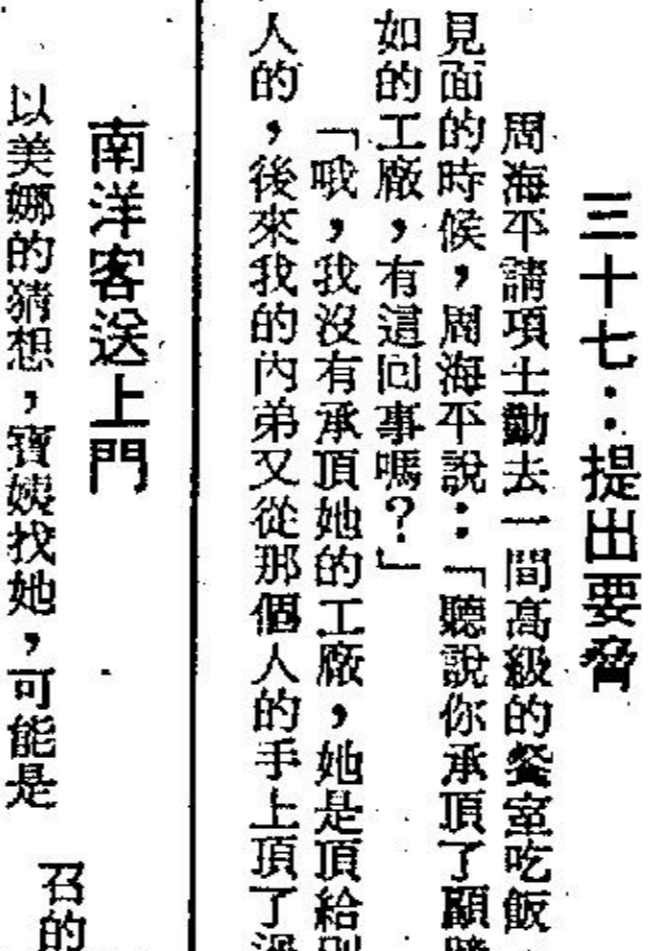 三十七：提出要脅
周海平請項士勤去一間高級的餐室吃飯
見面的時候，周海平說：「聽說你承頂了顧
如的工廠，有這回事嗎？」
「哦，我沒有承頂她的工廠，她是頂給別
人的，後來我的內弟又從那個人的手上頂了過
南洋客送上門
以美娜的猜想，寶姨找她，可能是
召的